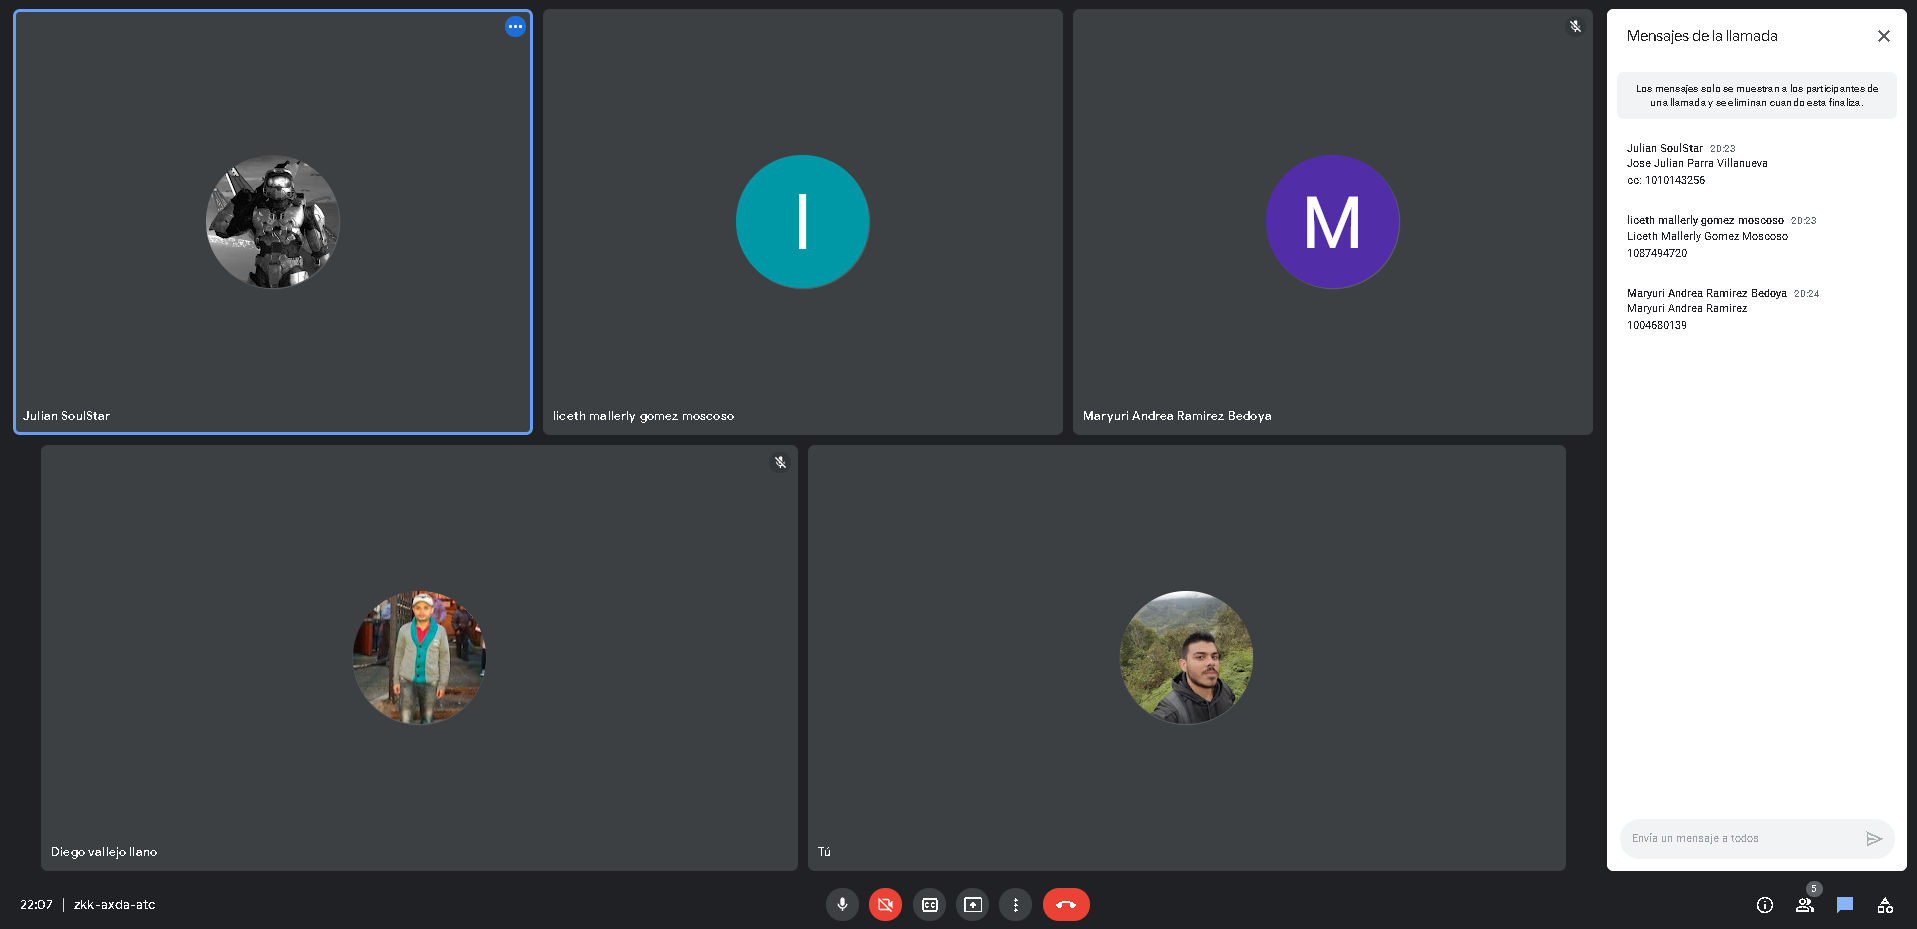 Julian SoulStar
I
liceth mallerly gomez moscoso
M
Maryuri Andrea Ramirez Bedoya
Diego vallejo llano
Tú
Mensajes de la llamada
Los mensajes solo se muestran a los participantes de
una llamada y se eliminan cuando esta finaliza.
Julian SoulStar 20:23
Jose Julian Parra Villanueva
cc: 1010143256
liceth mallerly gomez moscoso 20:23
Liceth Mallerly Gomez Moscoso
1087494720
Maryuri Andrea Ramirez Bedoya 20:24
Maryuri Andrea Ramirez
1004680139
Envía un mensaje a todos
22:07 | zkk-axda-atc
CC
5